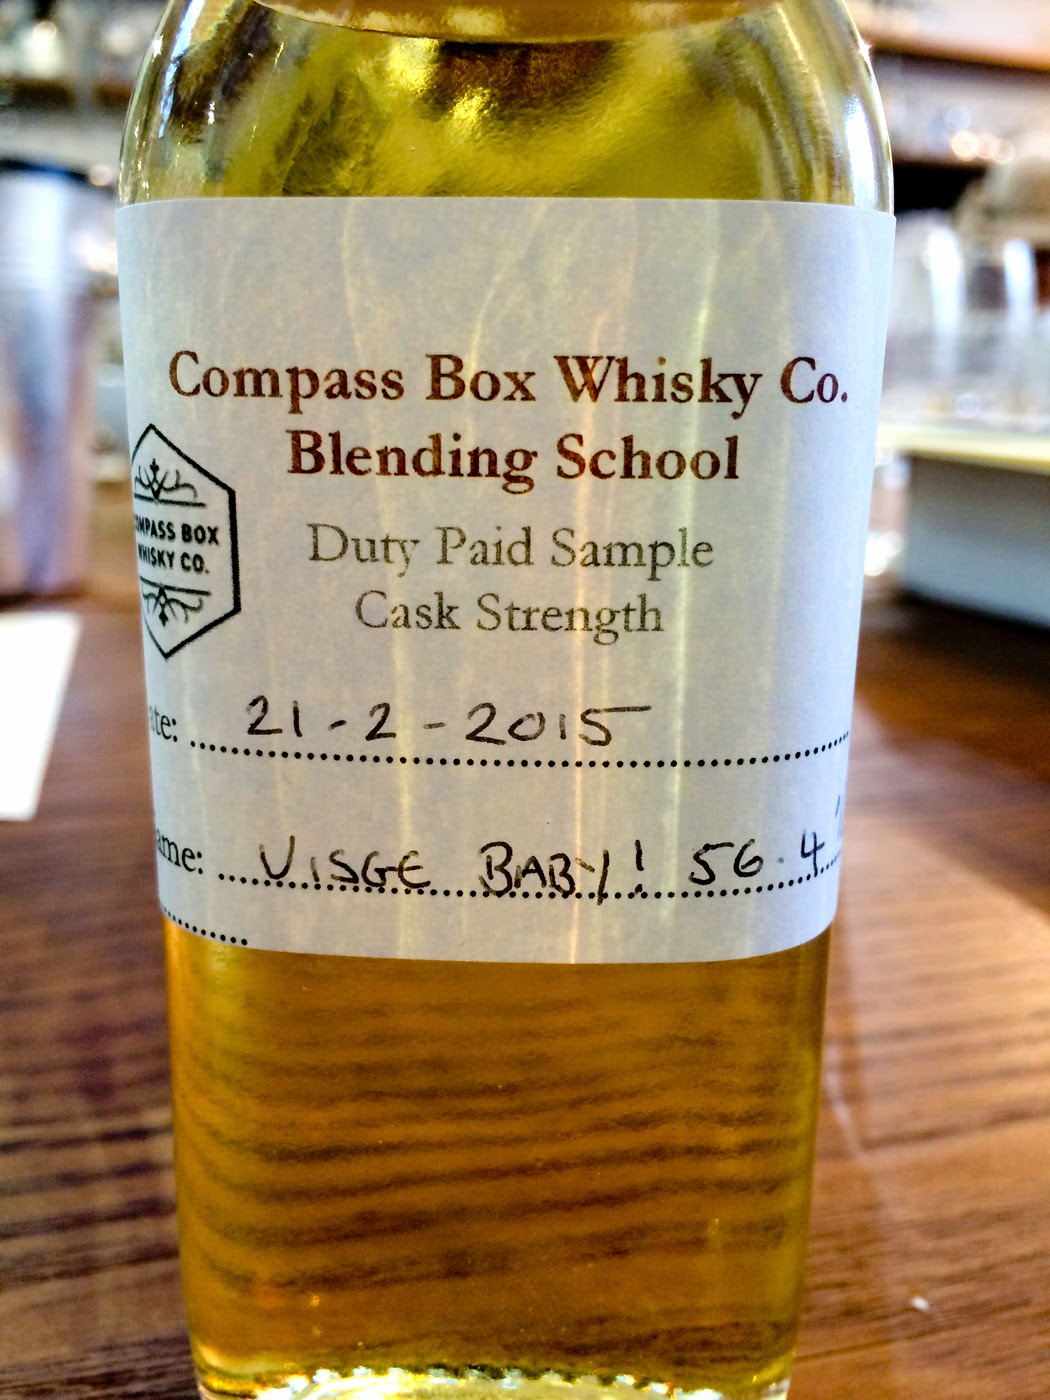 Compass Box Whisky Co.
Blending School
OMPASS BOX
WHISKY CO.
Duty Paid Sample
Cask Strength
ate: 21-2-2015
ame: UISGE BABY! 56.4